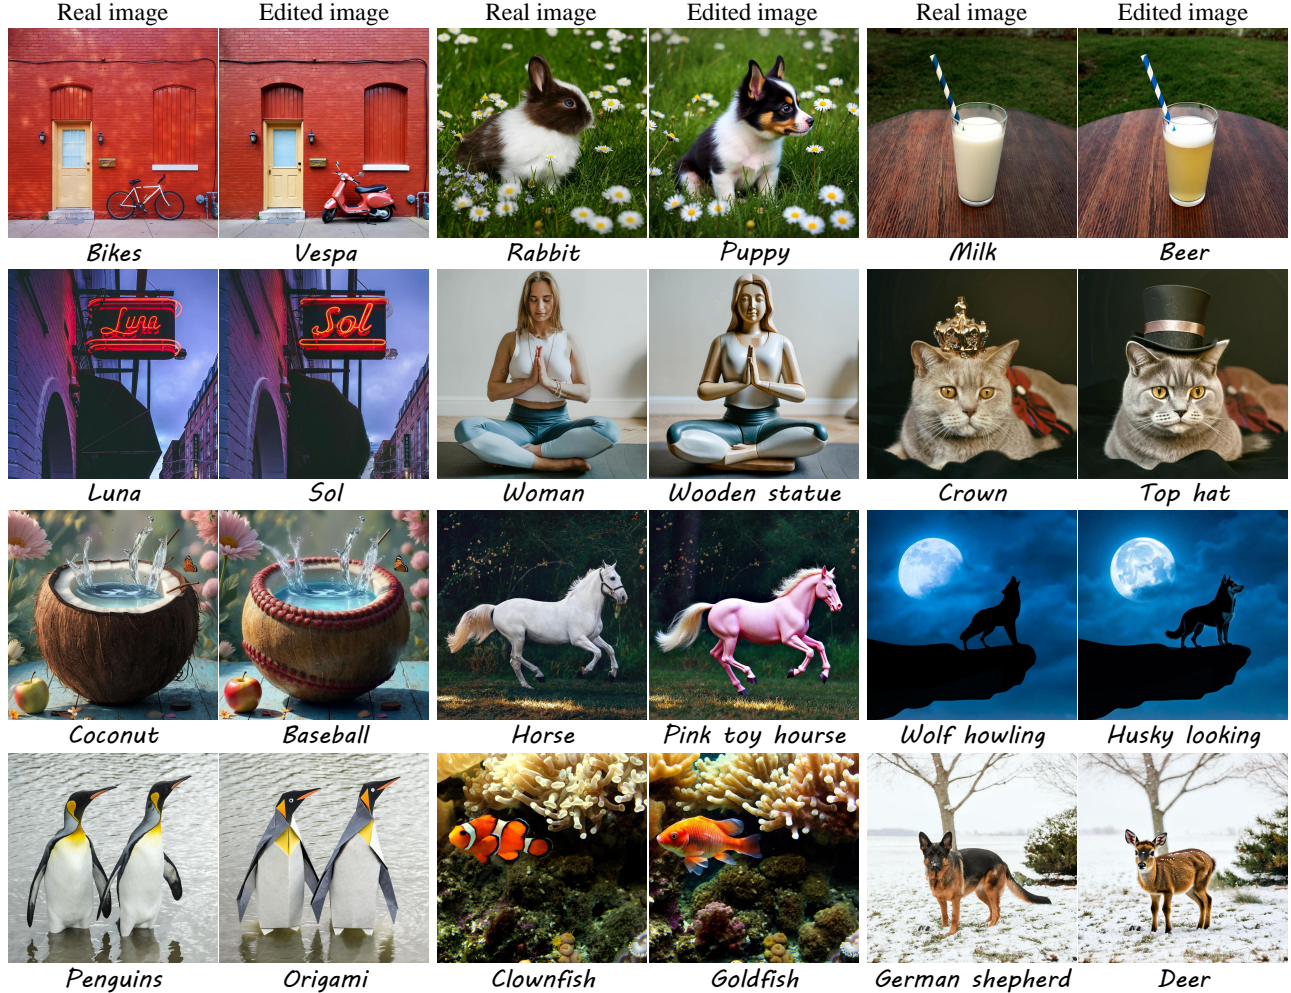 Real image Edited image Real image Edited image Real image Edited image
Bikes Vespa Rabbit Puppy Milk Beer
Luna Sol
Luna Sol Woman Wooden statue Crown Top hat
Coconut Baseball Horse Pink toy hourse Wolf howling Husky looking
Penguins Origami Clownfish Goldfish German shepherd Deer